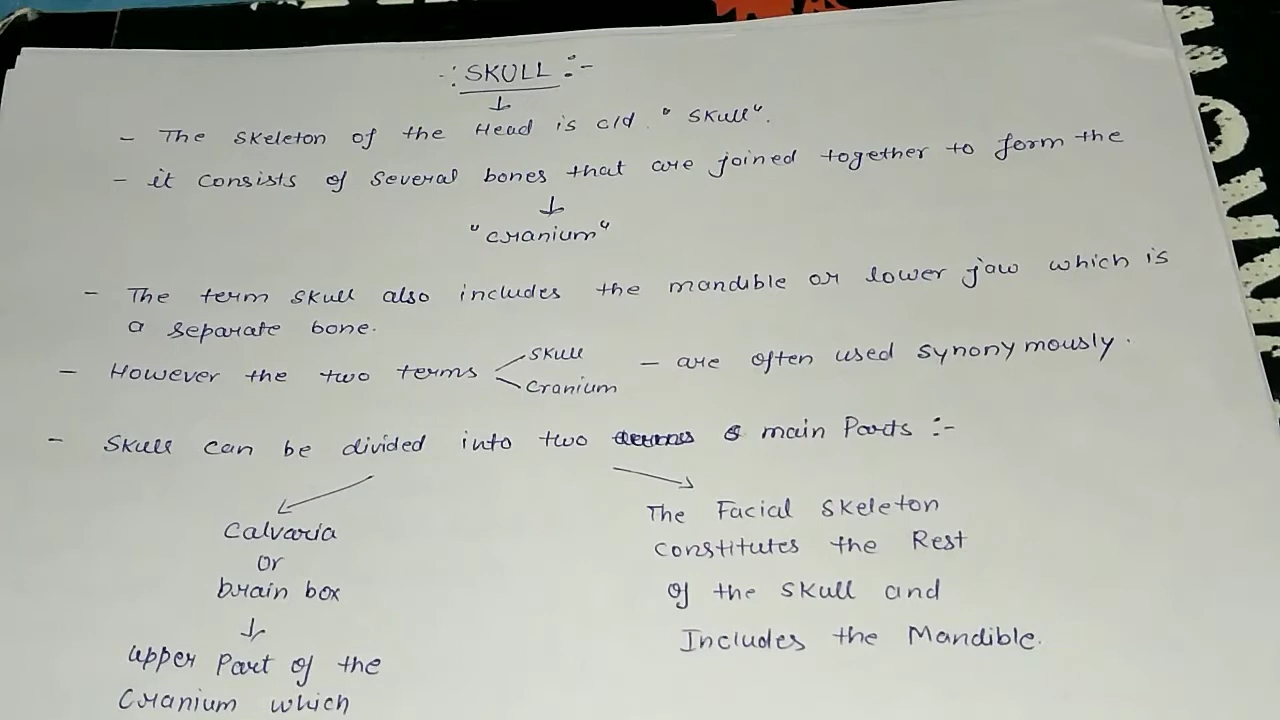 -: SKULL :-
- The Skeleton of the Head is c/d "Skull".
- it consists of several bones that are joined together to form the
"cranium"
- The term skull also includes the mandible or lower jaw which is
a separate bone.
- However the two terms skull cranium - are often used synonymously.
- Skull can be divided into two main Parts :-
Calvaria
or
brain box
upper Part of the
Cranium which
The Facial Skeleton
constitutes the Rest
of the skull and
Includes the Mandible.